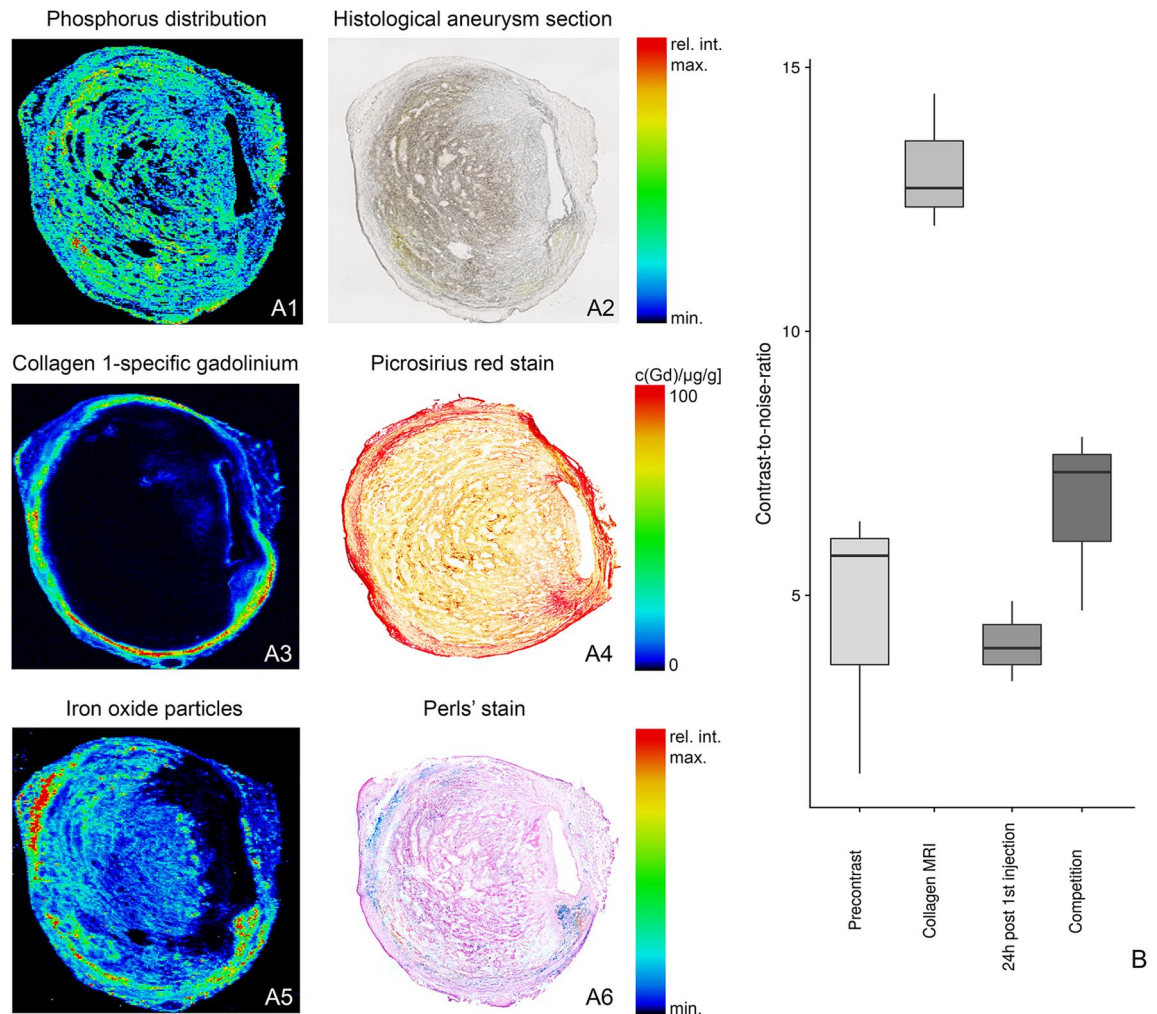 Phosphorus distribution
Histological aneurysm section
rel. int.
max.
min.
A1
A2
Collagen 1-specific gadolinium
Picrosirius red stain
c(Gd)/µg/g]
100
0
A3
A4
Iron oxide particles
Perls’ stain
rel. int.
max.
min.
A5
A6
Contrast-to-noise-ratio
15
10
5
Precontrast
Collagen MRI
24h post 1st injection
Competition
B